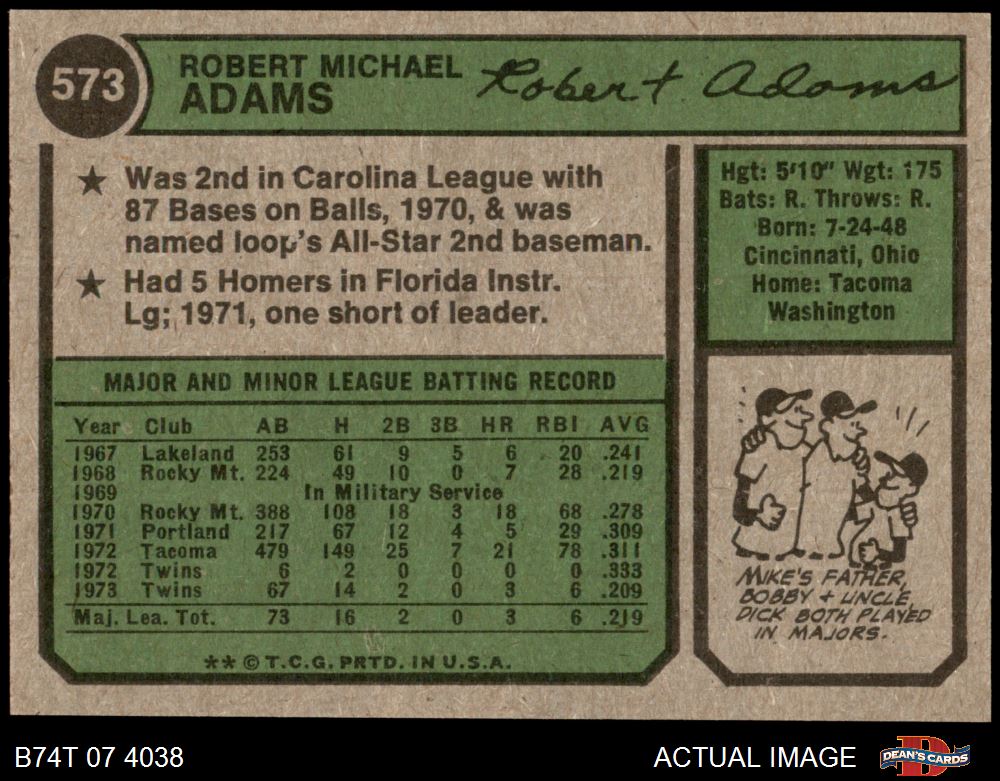 573
ROBERT MICHAEL
ADAMS
Robert Adams
★ Was 2nd in Carolina League with
87 Bases on Balls, 1970, & was
named loop's All-Star 2nd baseman.
★ Had 5 Homers in Florida Instr.
Lg; 1971, one short of leader.
Hgt: 5'10" Wgt: 175
Bats: R. Throws: R.
Born: 7-24-48
Cincinnati, Ohio
Home: Tacoma
Washington
MAJOR AND MINOR LEAGUE BATTING RECORD
Year Club AB H 2B 3B HR RBI AVG
1967 Lakeland 253 61 9 5 6 20 .241
1968 Rocky Mt. 224 49 10 0 7 28 .219
1969 In Military Service
1970 Rocky Mt. 388 108 18 3 18 68 .278
1971 Portland 217 67 12 4 5 29 .309
1972 Tacoma 479 149 25 7 21 78 .311
1972 Twins 6 2 0 0 0 0 .333
1973 Twins 67 14 2 0 3 6 .209
Maj. Lea. Tot. 73 16 2 0 3 6 .219
** © T.C.G. PRTD. IN U.S.A.
MIKE'S FATHER,
BOBBY + UNCLE,
DICK BOTH PLAYED
IN MAJORS.
B74T 07 4038
ACTUAL IMAGE
DEAN'S CARDS